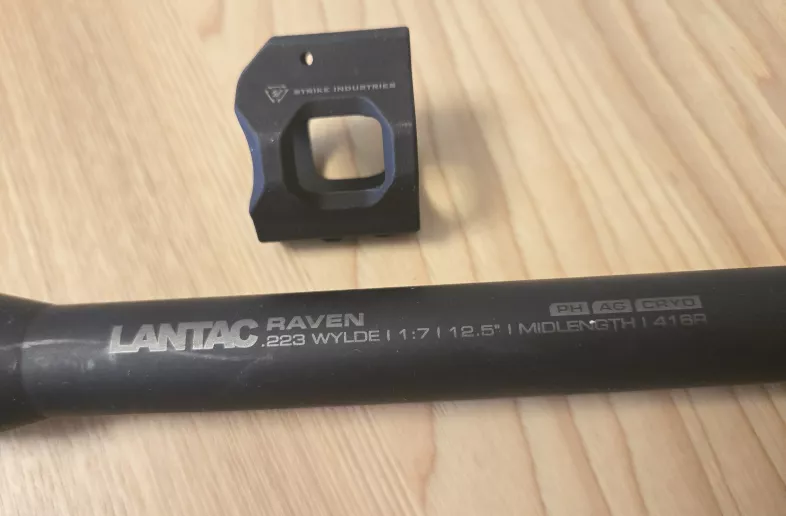 STRIKE INDUSTRIES
PH AG CRYO
LANTAC RAVEN
.223 WYLDE | 1:7 | 12.5" | MIDLENGTH | 416R